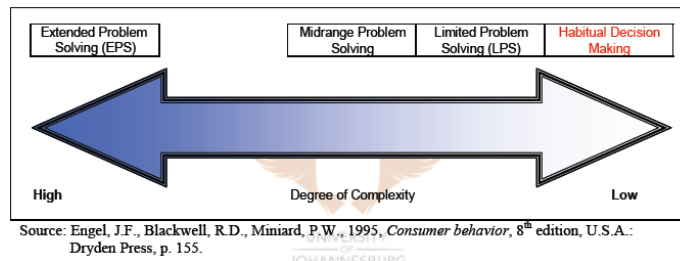 Extended Problem Solving (EPS)
Midrange Problem Solving
Limited Problem Solving (LPS)
Habitual Decision Making
High
Degree of Complexity
Low
Source: Engel, J.F., Blackwell, R.D., Miniard, P.W., 1995, Consumer behavior, 8th edition, U.S.A.:
Dryden Press, p. 155.
UNIVERSITY
OF
JOHANNESBURG